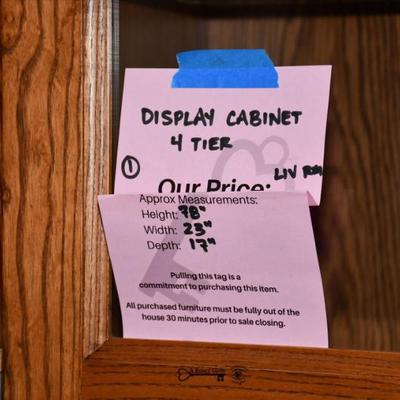 DISPLAY CABINET
4 TIER
1
LIV RM
Our Price:
Approx Measurements:
Height: 78"
Width: 23"
Depth: 17"
Pulling this tag is a
commitment to purchasing this item.
All purchased furniture must be fully out of the
house 30 minutes prior to sale closing.